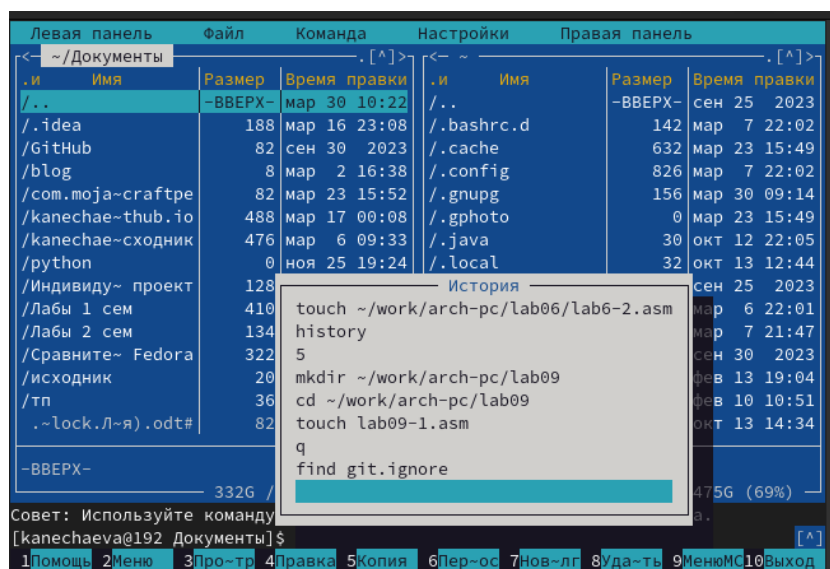 Левая панель Файл Команда Настройки Правая панель
<— ~/Документы .[^]> <— ~ .[^]>
.и Имя Размер Время правки .и Имя Размер Время правки
/.. -ВВЕРХ- мар 30 10:22 /.. -ВВЕРХ- сен 25 2023
/.idea 188 мар 16 23:08 /.bashrc.d 142 мар 7 22:02
/GitHub 82 сен 30 2023 /.cache 632 мар 23 15:49
/blog 8 мар 2 16:38 /.config 826 мар 7 22:02
/com.moja~craftpe 82 мар 23 15:52 /.gnupg 156 мар 30 09:14
/kanechae~thub.io 488 мар 17 00:08 /.gphoto 0 мар 23 15:49
/kanechae~сходник 476 мар 6 09:33 /.java 30 окт 12 22:05
/python 0 ноя 25 19:24 /.local 32 окт 13 12:44
/Индивиду~ проект 128 История сен 25 2023
/Лабы 1 сем 410 touch ~/work/arch-pc/lab06/lab6-2.asm мар 6 22:01
/Лабы 2 сем 134 history мар 7 21:47
/Сравните~ Fedora 322 5 сен 30 2023
/исходник 20 mkdir ~/work/arch-pc/lab09 фев 13 19:04
/тп 36 cd ~/work/arch-pc/lab09 фев 10 10:51
.~lock.Л~я).odt# 82 touch lab09-1.asm окт 13 14:34
q
-ВВЕРХ- find git.ignore
332G / 475G (69%)
Совет: Используйте команду а.
[kanechaeva@192 Документы]$ [^]
1Помощь 2Меню 3Про~тр 4Правка 5Копия 6Пер~ос 7Нов~лг 8Уда~ть 9МенюMC 10Выход